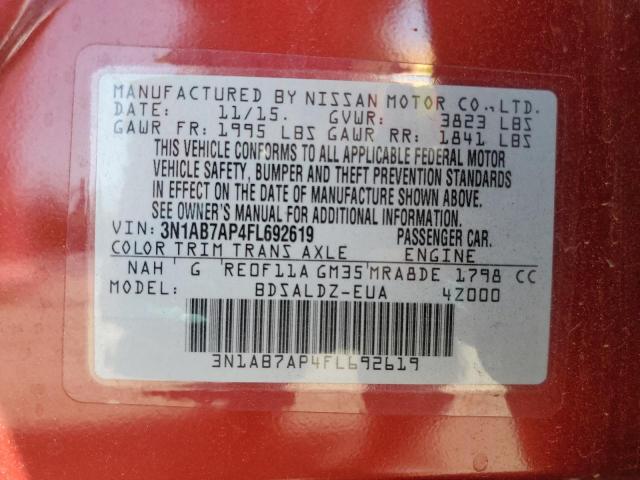 MANUFACTURED BY NISSAN MOTOR CO., LTD.
DATE: 11/15. GVWR: 3823 LBS
GAWR FR: 1995 LBS GAWR RR: 1841 LBS
THIS VEHICLE CONFORMS TO ALL APPLICABLE FEDERAL MOTOR
VEHICLE SAFETY, BUMPER AND THEFT PREVENTION STANDARDS
IN EFFECT ON THE DATE OF MANUFACTURE SHOWN ABOVE.
SEE OWNER'S MANUAL FOR ADDITIONAL INFORMATION.
VIN: 3N1AB7AP4FL692619 PASSENGER CAR.
COLOR TRIM TRANS AXLE ENGINE
NAH G RE0F11A GM35 MRA8DE 1798 CC
MODEL: BDSALDZ-EUA 4Z000
3N1AB7AP4FL692619